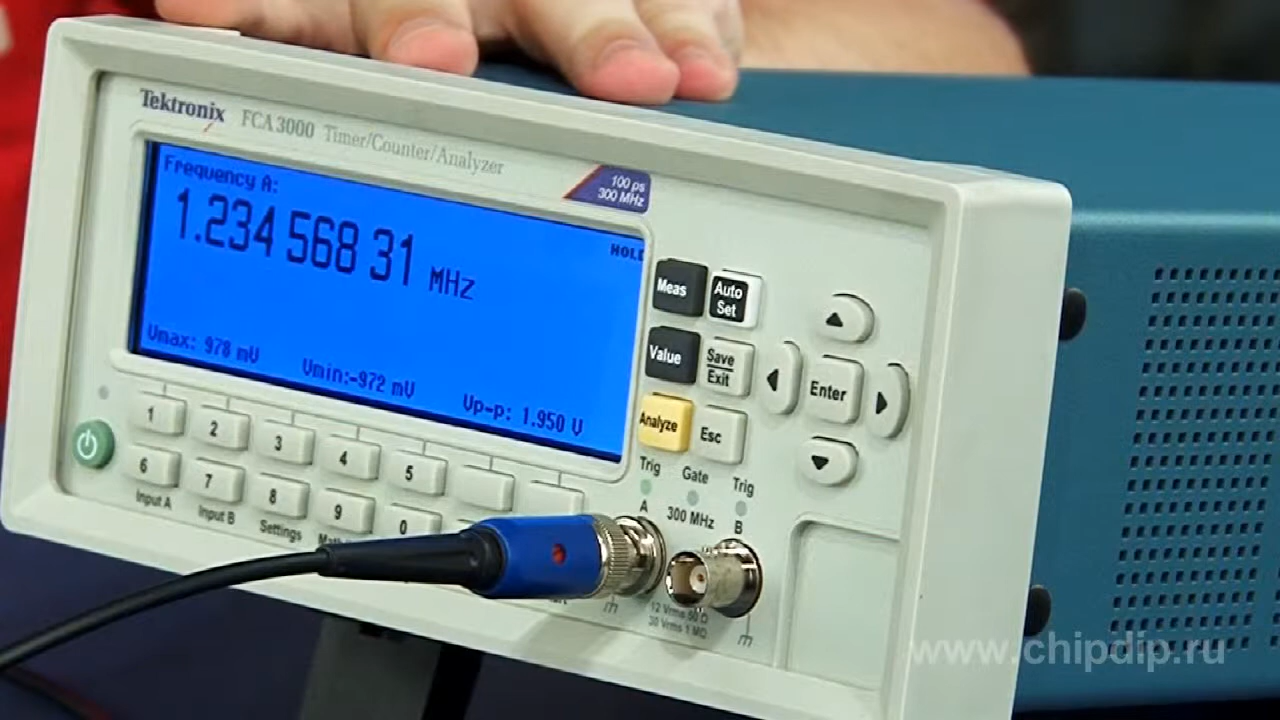 Tektronix FCA3000 Timer/Counter/Analyzer
100 ps
300 MHz
Frequency A:
HOLD
1.234 568 31 MHz
Vmax: 978 mV Vmin:-972 mV Vp-p: 1.950 V
Meas
Auto
Set
Value
Save
Exit
Enter
Analyze
Esc
1 2 3 4 5
6 7 8 9 0
Input A Input B Settings
Trig Gate Trig
A 300 MHz B
12 Vrms 50 Ω
30 Vrms 1 MΩ
www.chipdip.ru